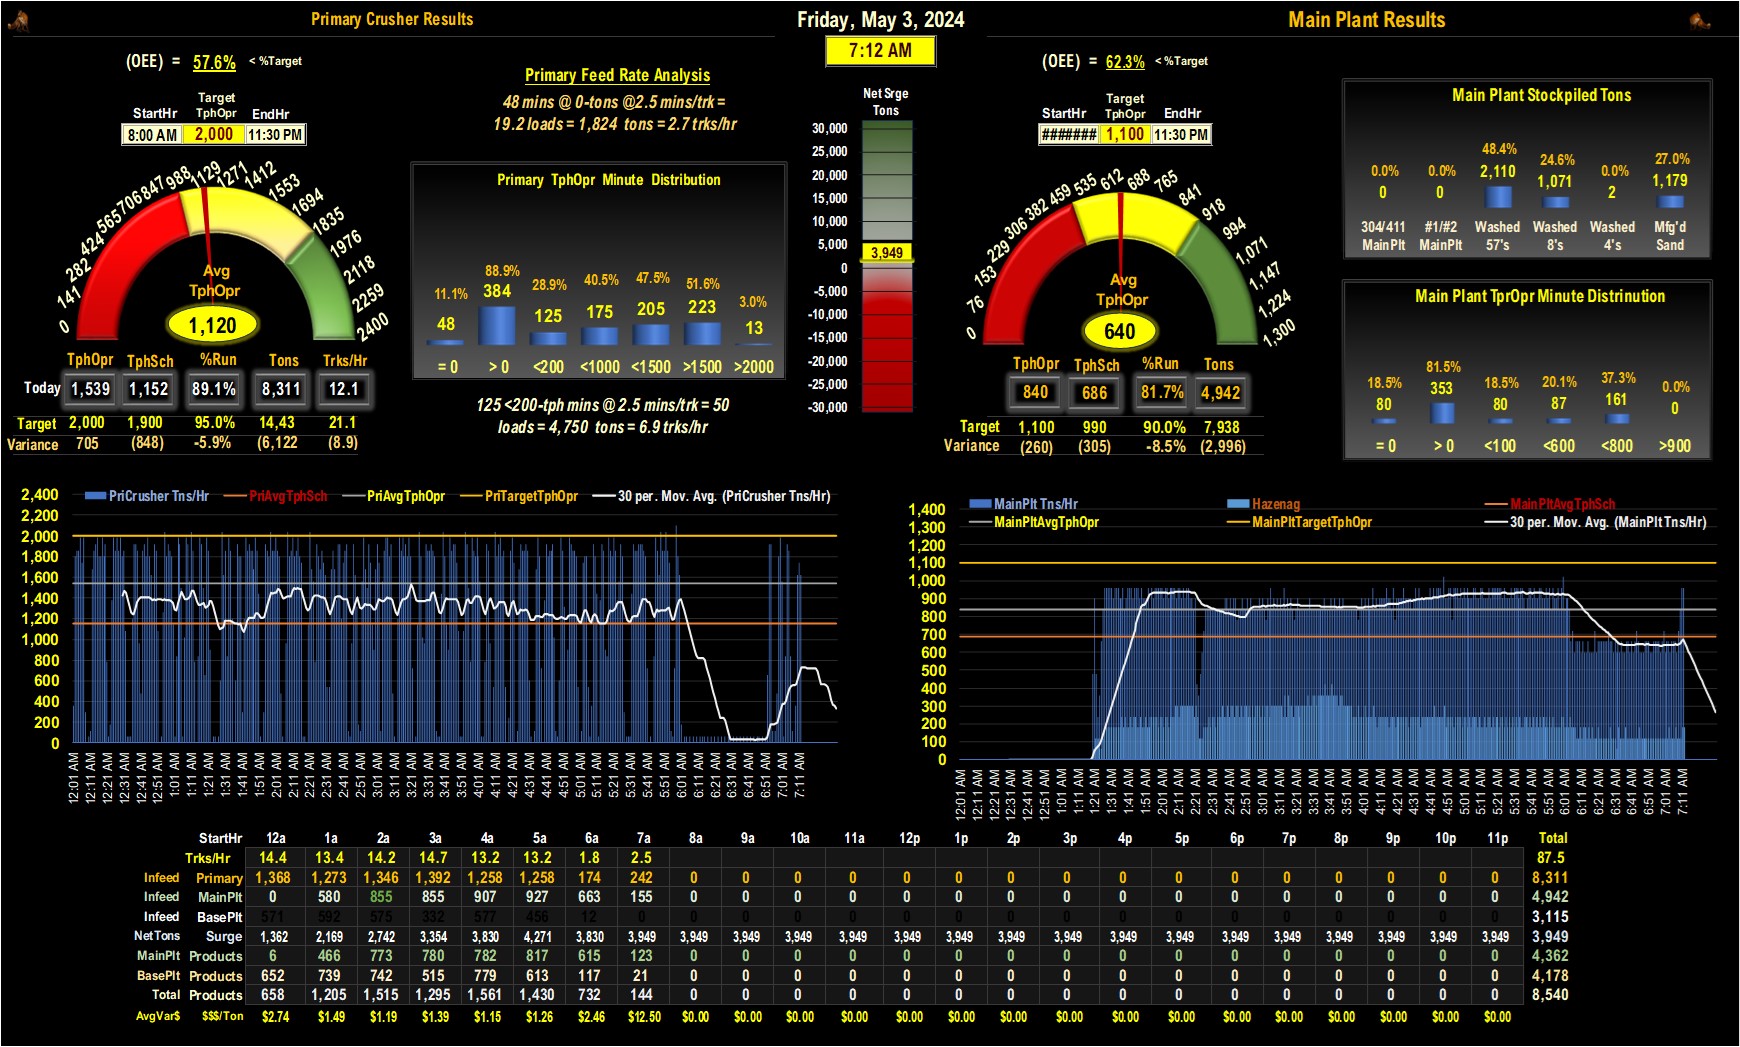 Primary Crusher Results
Friday, May 3, 2024
Main Plant Results
7:12 AM
(OEE) = 57.6% < %Target
StartHr Target TphOpr EndHr
8:00 AM 2,000 11:30 PM
Primary Feed Rate Analysis
48 mins @ 0-tons @2.5 mins/trk =
19.2 loads = 1,824 tons = 2.7 trks/hr
0 141 282 424 565 706 847 988 1129 1271 1412 1553 1694 1835 1976 2118 2259 2400
Avg
TphOpr
1,120
TphOpr TphSch %Run Tons Trks/Hr
Today 1,539 1,152 89.1% 8,311 12.1
Target 2,000 1,900 95.0% 14,43 21.1
Variance 705 (848) -5.9% (6,122 (8.9)
Primary TphOpr Minute Distribution
11.1% 88.9% 28.9% 40.5% 47.5% 51.6% 3.0%
48 384 125 175 205 223 13
= 0 > 0 <200 <1000 <1500 >1500 >2000
125 <200-tph mins @ 2.5 mins/trk = 50
loads = 4,750 tons = 6.9 trks/hr
Net Srge
Tons
30,000
25,000
20,000
15,000
10,000
5,000
3,949
0
-5,000
-10,000
-15,000
-20,000
-25,000
-30,000
(OEE) = 62.3% < %Target
StartHr Target TphOpr EndHr
####### 1,100 11:30 PM
0 76 153 229 306 382 459 535 612 688 765 841 918 994 1,071 1,147 1,224 1,300
Avg
TphOpr
640
TphOpr TphSch %Run Tons
840 686 81.7% 4,942
Target 1,100 990 90.0% 7,938
Variance (260) (305) -8.5% (2,996)
Main Plant Stockpiled Tons
0.0% 0.0% 48.4% 24.6% 0.0% 27.0%
0 0 2,110 1,071 2 1,179
304/411 #1/#2 Washed Washed Washed Mfg'd
MainPlt MainPlt 57's 8's 4's Sand
Main Plant TprOpr Minute Distrinution
18.5% 81.5% 18.5% 20.1% 37.3% 0.0%
80 353 80 87 161 0
= 0 > 0 <100 <600 <800 >900
PriCrusher Tns/Hr PriAvgTphSch PriAvgTphOpr PriTargetTphOpr 30 per. Mov. Avg. (PriCrusher Tns/Hr)
2,400
2,200
2,000
1,800
1,600
1,400
1,200
1,000
800
600
400
200
0
12:01 AM 12:11 AM 12:21 AM 12:31 AM 12:41 AM 12:51 AM 1:01 AM 1:11 AM 1:21 AM 1:31 AM 1:41 AM 1:51 AM 2:01 AM 2:11 AM 2:21 AM 2:31 AM 2:41 AM 2:51 AM 3:01 AM 3:11 AM 3:21 AM 3:31 AM 3:41 AM 3:51 AM 4:01 AM 4:11 AM 4:21 AM 4:31 AM 4:41 AM 4:51 AM 5:01 AM 5:11 AM 5:21 AM 5:31 AM 5:41 AM 5:51 AM 6:01 AM 6:11 AM 6:21 AM 6:31 AM 6:41 AM 6:51 AM 7:01 AM 7:11 AM
MainPlt Tns/Hr Hazenag MainPltAvgTphSch
MainPltAvgTphOpr MainPltTargetTphOpr 30 per. Mov. Avg. (MainPlt Tns/Hr)
1,400
1,300
1,200
1,100
1,000
900
800
700
600
500
400
300
200
100
0
12:01 AM 12:11 AM 12:21 AM 12:31 AM 12:41 AM 12:51 AM 1:01 AM 1:11 AM 1:21 AM 1:31 AM 1:41 AM 1:51 AM 2:01 AM 2:11 AM 2:21 AM 2:31 AM 2:41 AM 2:51 AM 3:01 AM 3:11 AM 3:21 AM 3:31 AM 3:41 AM 3:51 AM 4:01 AM 4:11 AM 4:21 AM 4:31 AM 4:45 AM 4:55 AM 5:01 AM 5:11 AM 5:31 AM 5:41 AM 5:51 AM 6:01 AM 6:11 AM 6:21 AM 6:31 AM 6:41 AM 6:51 AM 7:01 AM 7:11 AM
StartHr 12a 1a 2a 3a 4a 5a 6a 7a 8a 9a 10a 11a 12p 1p 2p 3p 4p 5p 6p 7p 8p 9p 10p 11p Total
Trks/Hr 14.4 13.4 14.2 14.7 13.2 13.2 1.8 2.5 87.5
Infeed Primary 1,368 1,273 1,346 1,392 1,258 1,258 174 242 0 0 0 0 0 0 0 0 0 0 0 0 0 0 0 0 8,311
Infeed MainPlt 0 580 855 855 907 927 663 155 0 0 0 0 0 0 0 0 0 0 0 0 0 0 0 0 4,942
Infeed BasePlt 571 592 575 332 577 456 12 0 0 0 0 0 0 0 0 0 0 0 0 0 0 0 0 0 3,115
NetTons Surge 1,362 2,169 2,742 3,354 3,830 4,271 3,830 3,949 3,949 3,949 3,949 3,949 3,949 3,949 3,949 3,949 3,949 3,949 3,949 3,949 3,949 3,949 3,949 3,949 3,949
MainPlt Products 6 466 773 780 782 817 615 123 0 0 0 0 0 0 0 0 0 0 0 0 0 0 0 0 4,362
BasePlt Products 652 739 742 515 779 613 117 21 0 0 0 0 0 0 0 0 0 0 0 0 0 0 0 0 4,178
Total Products 658 1,205 1,515 1,295 1,561 1,430 732 144 0 0 0 0 0 0 0 0 0 0 0 0 0 0 0 0 8,540
AvgVar$ $$$/Ton $2.74 $1.49 $1.19 $1.39 $1.15 $1.26 $2.46 $12.50 $0.00 $0.00 $0.00 $0.00 $0.00 $0.00 $0.00 $0.00 $0.00 $0.00 $0.00 $0.00 $0.00 $0.00 $0.00 $0.00